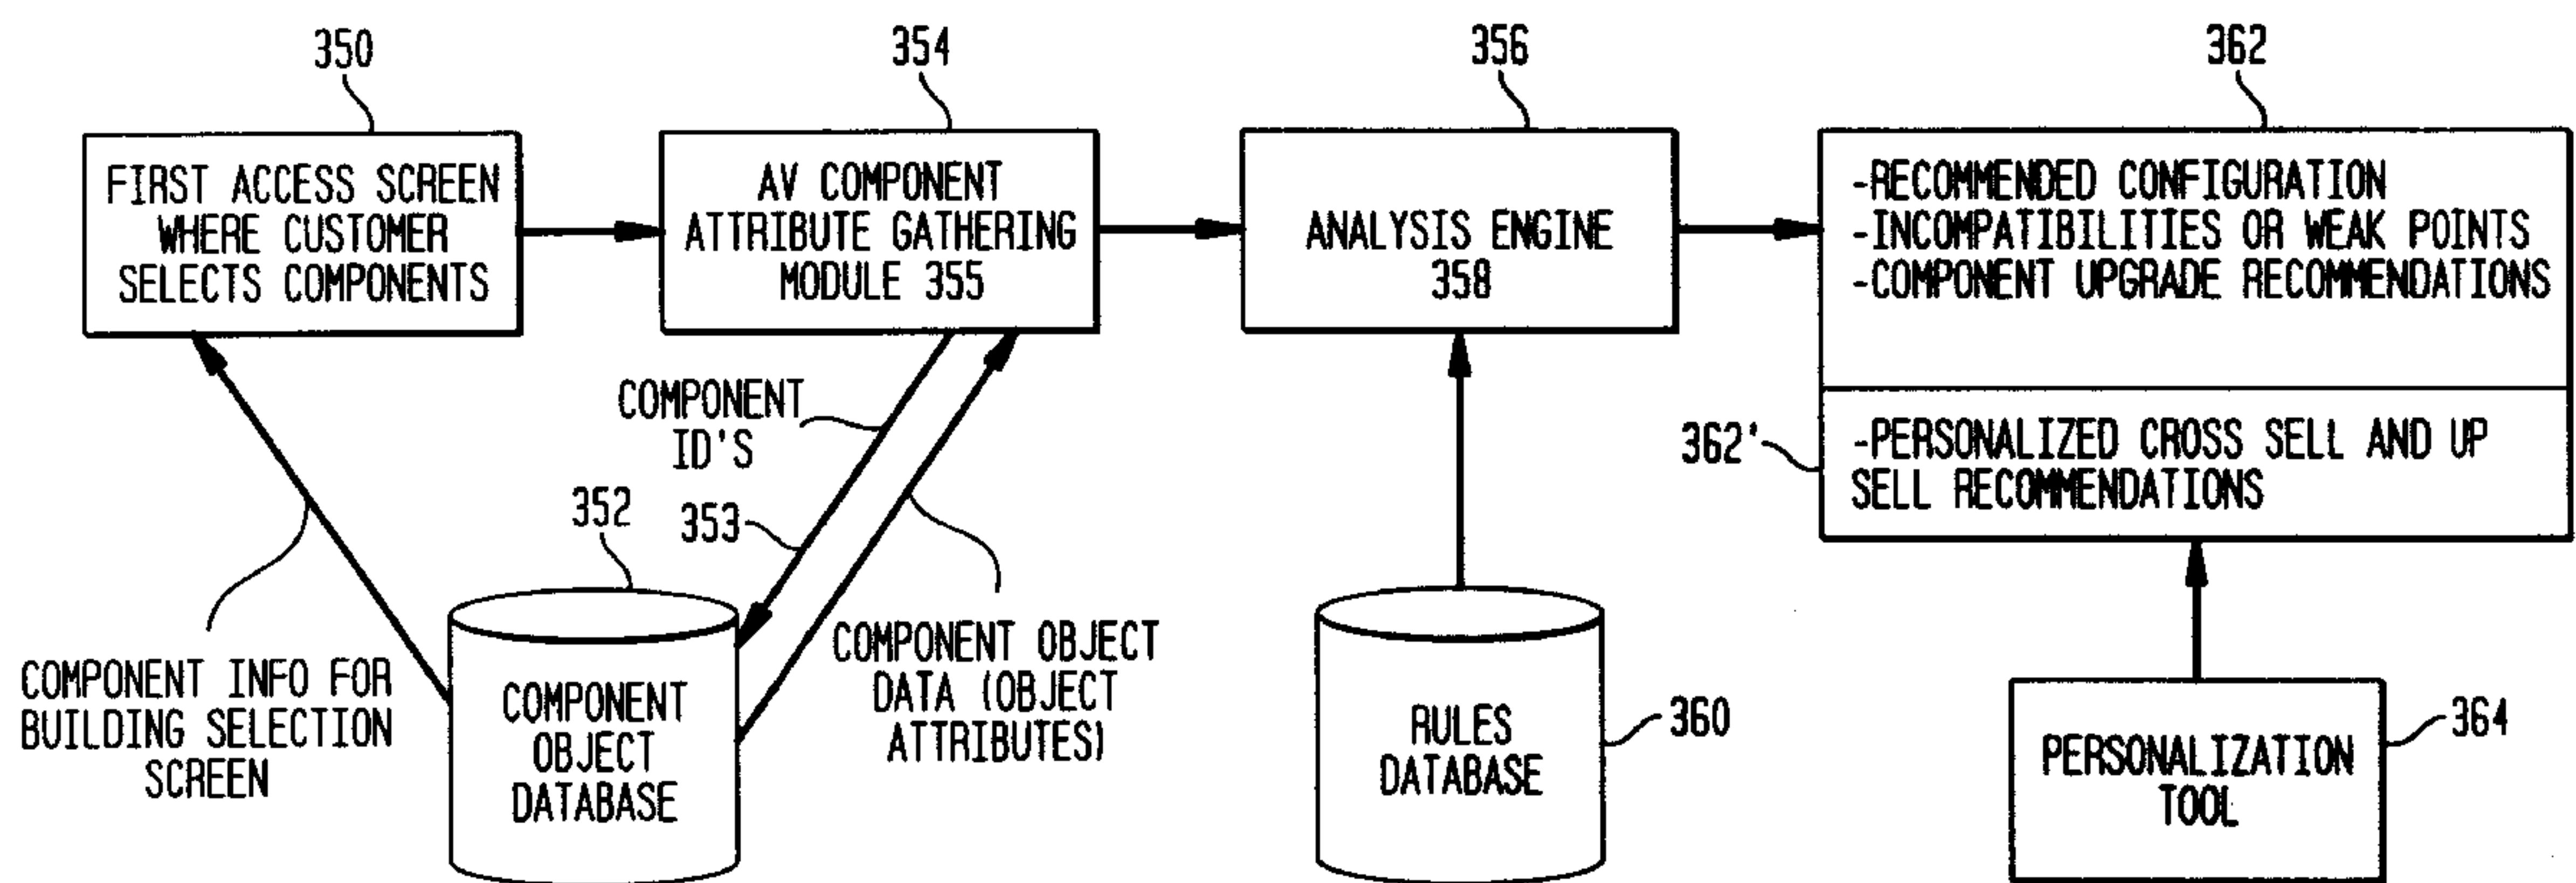 350
354
356
362
FIRST ACCESS SCREEN
WHERE CUSTOMER
SELECTS COMPONENTS
AV COMPONENT
ATTRIBUTE GATHERING
MODULE 355
ANALYSIS ENGINE
358
-RECOMMENDED CONFIGURATION
-INCOMPATIBILITIES OR WEAK POINTS
-COMPONENT UPGRADE RECOMMENDATIONS
COMPONENT
ID'S
362'
-PERSONALIZED CROSS SELL AND UP
SELL RECOMMENDATIONS
352
353
COMPONENT INFO FOR
BUILDING SELECTION
SCREEN
COMPONENT
OBJECT
DATABASE
COMPONENT OBJECT
DATA (OBJECT
ATTRIBUTES)
RULES
DATABASE
360
PERSONALIZATION
TOOL
364